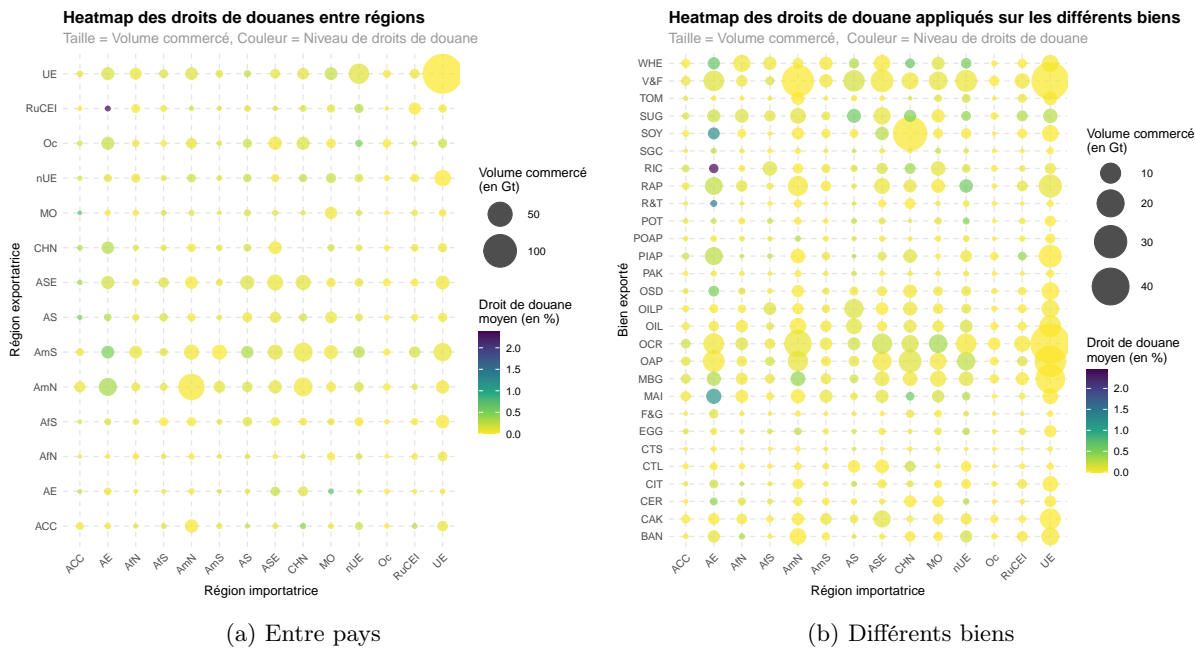 Heatmap des droits de douanes entre régions
Taille = Volume commercé, Couleur = Niveau de droits de douane
Région exportatrice
UE
RuCEI
Oc
nUE
MO
CHN
ASE
AS
AmS
AmN
AfS
AfN
AE
ACC
ACC AE AfN AfS AmN AmS AS ASE CHN MO nUE Oc RuCEI UE
Région importatrice
Volume commercé
(en Gt)
50
100
Droit de douane
moyen (en %)
2.0
1.5
1.0
0.5
0.0
(a) Entre pays
Heatmap des droits de douane appliqués sur les différents biens
Taille = Volume commercé, Couleur = Niveau de droits de douane
Bien exporté
WHE
V&F
TOM
SUG
SOY
SGC
RIC
RAP
R&T
POT
POAP
PIAP
PAK
OSD
OILP
OIL
OCR
OAP
MBG
MAI
F&G
EGG
CTS
CTL
CIT
CER
CAK
BAN
ACC AE AfN AfS AmN AmS AS ASE CHN MO nUE Oc RuCEI UE
Région importatrice
Volume commercé
(en Gt)
10
20
30
40
Droit de douane
moyen (en %)
2.0
1.5
1.0
0.5
0.0
(b) Différents biens